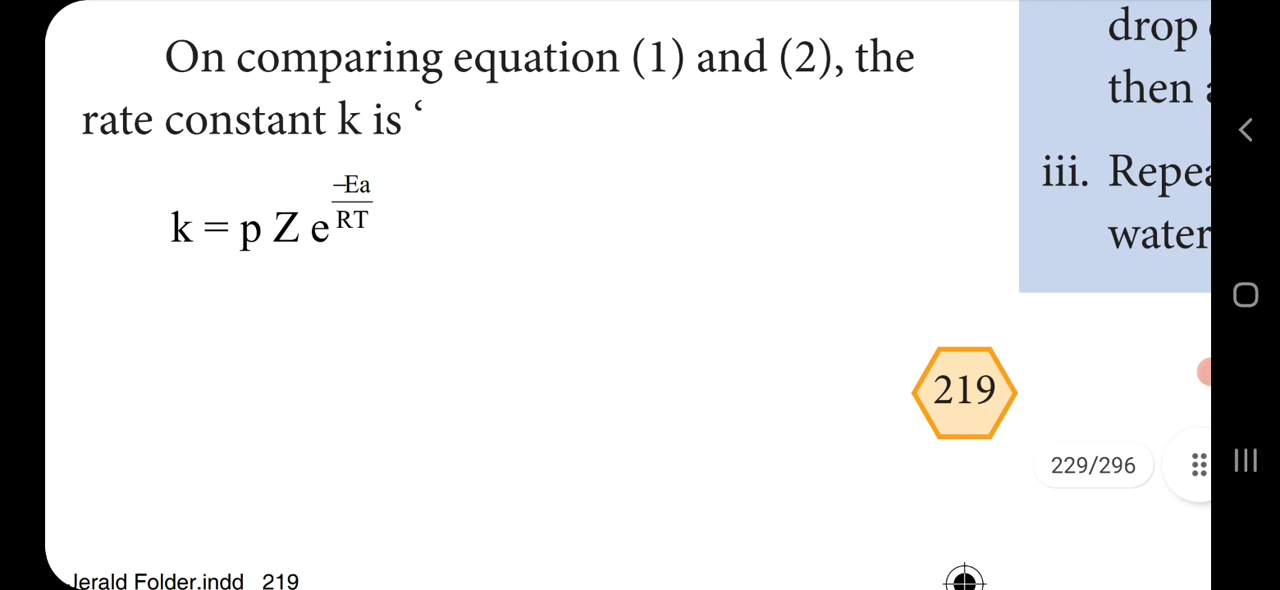 On comparing equation (1) and (2), the
rate constant k is ‘
k = p Z e^(–Ea/RT)
drop
then
iii. Repea
water
219
229/296
Jerald Folder.indd 219